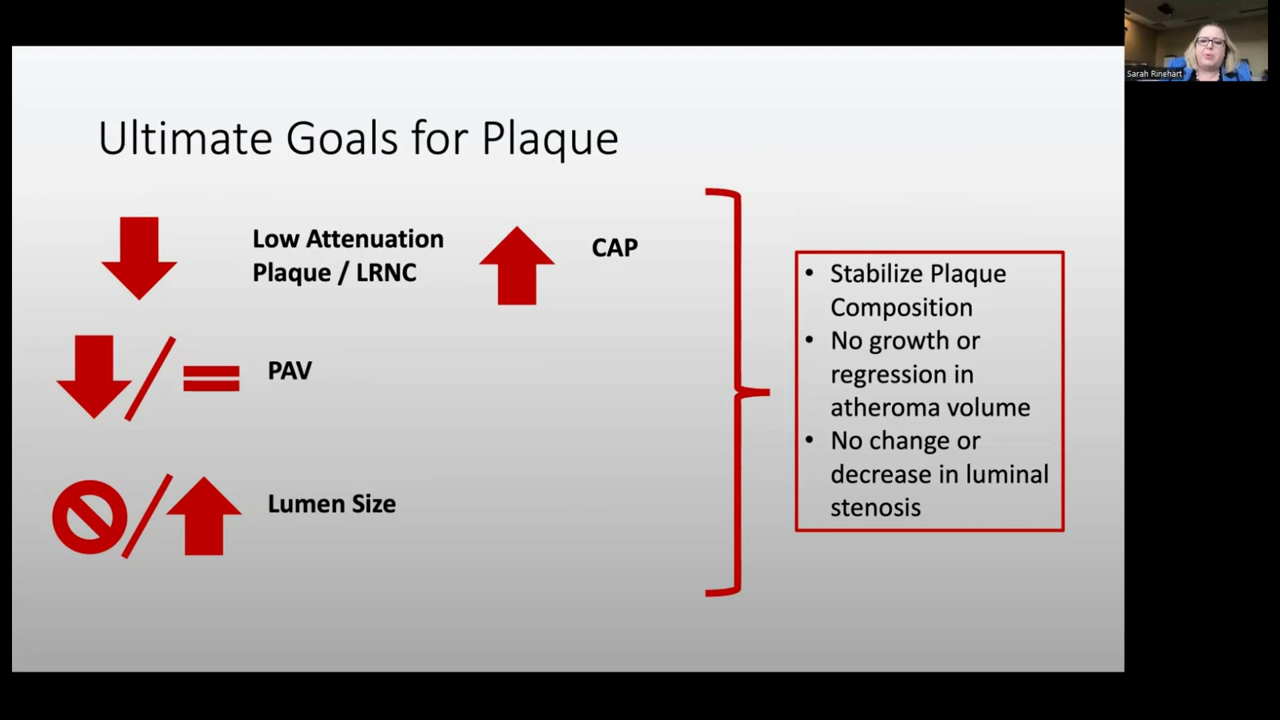 Sarah Rinehart
Ultimate Goals for Plaque
Low Attenuation
Plaque / LRNC
CAP
PAV
Lumen Size
• Stabilize Plaque
Composition
• No growth or
regression in
atheroma volume
• No change or
decrease in luminal
stenosis